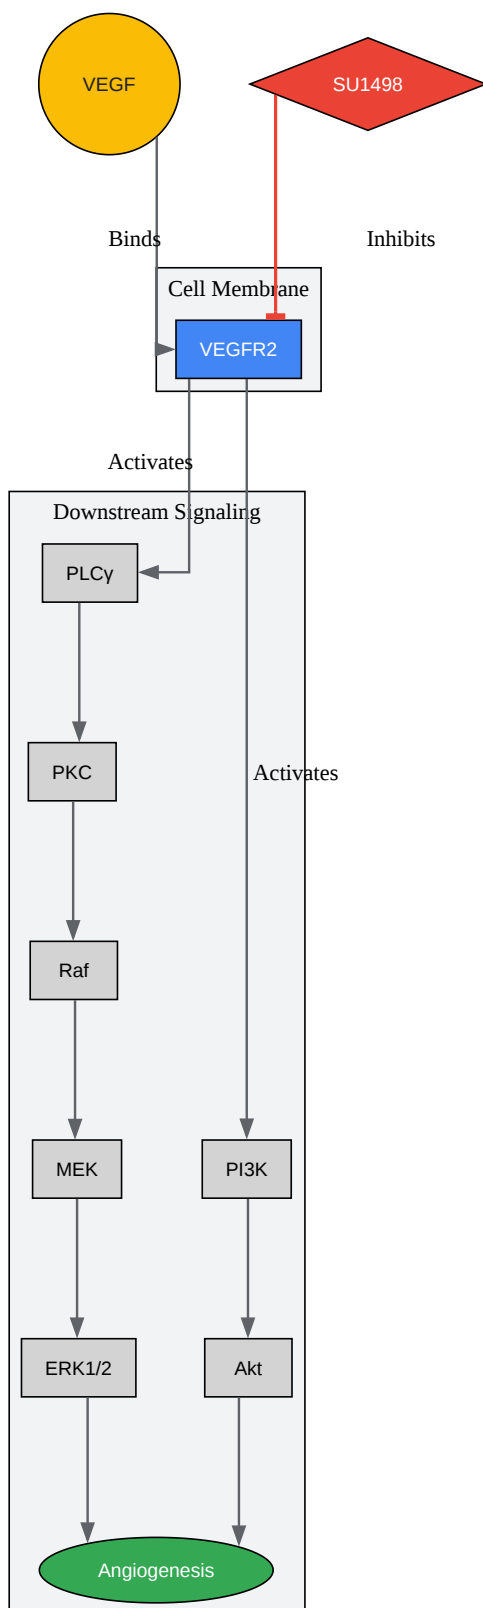 VEGF
SU1498
Binds
Inhibits
Cell Membrane
VEGFR2
Activates
Downstream Signaling
PLCγ
PKC
Activates
Raf
MEK
PI3K
ERK1/2
Akt
Angiogenesis